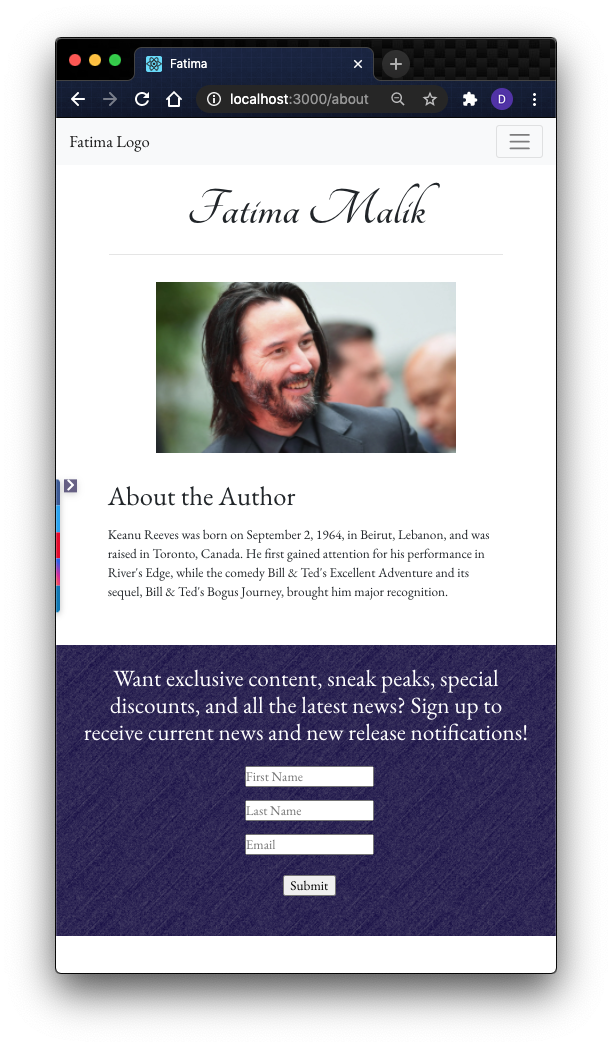 Fatima
localhost:3000/about
D
Fatima Logo
Fatima Malik
About the Author
Keanu Reeves was born on September 2, 1964, in Beirut, Lebanon, and was
raised in Toronto, Canada. He first gained attention for his performance in
River's Edge, while the comedy Bill & Ted's Excellent Adventure and its
sequel, Bill & Ted's Bogus Journey, brought him major recognition.
Want exclusive content, sneak peaks, special
discounts, and all the latest news? Sign up to
receive current news and new release notifications!
First Name
Last Name
Email
Submit